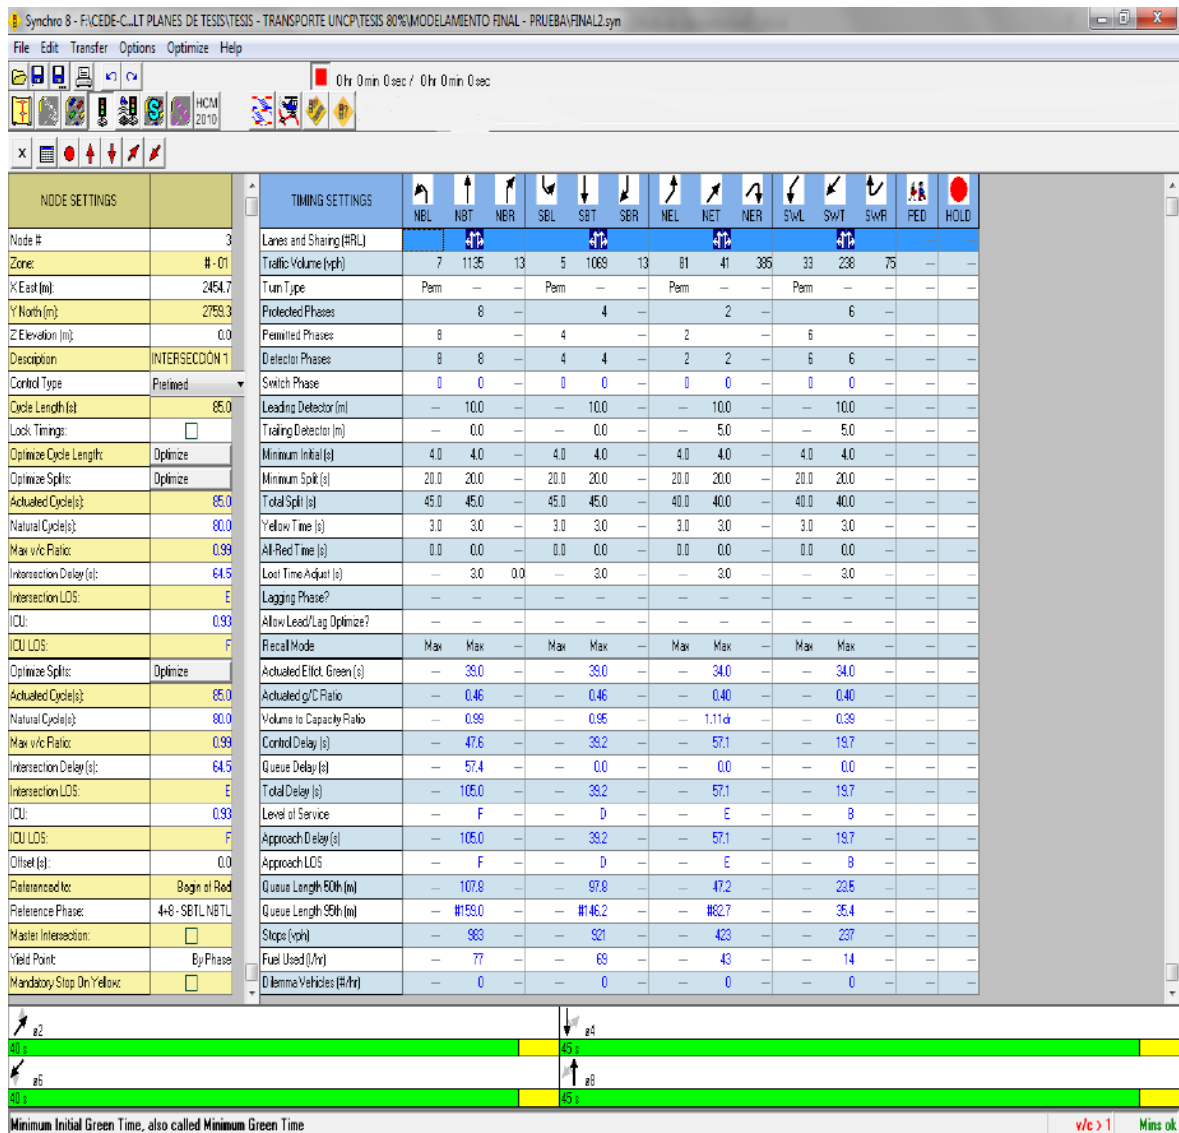 Synchro 8 - F:\CEDE-C...LT PLANES DE TESIS\TESIS - TRANSPORTE UNCP\TESIS 80%\MODELAMIENTO FINAL - PRUEBA\FINAL2.syn
File Edit Transfer Options Optimize Help
0 hr 0 min 0 sec / 0 hr 0 min 0 sec
HCM 2010
NODE SETTINGS TIMING SETTINGS NBL NBT NBR SBL SBT SBR NEL NET NER SWL SWT SWR PED HOLD
Node # 3 Lanes and Sharing (#RL) — —
Zone: # - 01 Traffic Volume (vph) 7 1135 13 5 1069 13 81 41 385 33 238 75 — —
X East (m): 2454.7 Turn Type Perm — — Perm — — Perm — — Perm — — — —
Y North (m): 2759.3 Protected Phases 8 — 4 — 2 — 6 — — —
Z Elevation (m): 0.0 Permitted Phases 8 — 4 — 2 — 6 — — —
Description INTERSECCIÓN 1 Detector Phases 8 8 — 4 4 — 2 2 — 6 6 — — —
Control Type Pretimed Switch Phase 0 0 — 0 0 — 0 0 — 0 0 — — —
Cycle Length (s): 85.0 Leading Detector (m) — 10.0 — — 10.0 — — 10.0 — — 10.0 — — —
Lock Timings: Trailing Detector (m) — 0.0 — — 0.0 — — 5.0 — — 5.0 — — —
Optimize Cycle Length: Optimize Minimum Initial (s) 4.0 4.0 — 4.0 4.0 — 4.0 4.0 — 4.0 4.0 — — —
Optimize Splits: Optimize Minimum Split (s) 20.0 20.0 — 20.0 20.0 — 20.0 20.0 — 20.0 20.0 — — —
Actuated Cycle(s): 85.0 Total Split (s) 45.0 45.0 — 45.0 45.0 — 40.0 40.0 — 40.0 40.0 — — —
Natural Cycle(s): 80.0 Yellow Time (s) 3.0 3.0 — 3.0 3.0 — 3.0 3.0 — 3.0 3.0 — — —
Max v/c Ratio: 0.99 All-Red Time (s) 0.0 0.0 — 0.0 0.0 — 0.0 0.0 — 0.0 0.0 — — —
Intersection Delay (s): 64.5 Lost Time Adjust (s) — 3.0 0.0 — 3.0 — — 3.0 — — 3.0 — — —
Intersection LOS: E Lagging Phase? — — — — — — — — — — — — — —
ICU: 0.93 Allow Lead/Lag Optimize? — — — — — — — — — — — — — —
ICU LOS: F Recall Mode Max Max — Max Max — Max Max — Max Max — — —
Optimize Splits: Optimize Actuated Effct. Green (s) — 39.0 — — 39.0 — — 34.0 — — 34.0 — — —
Actuated Cycle(s): 85.0 Actuated g/C Ratio — 0.46 — — 0.46 — — 0.40 — — 0.40 — — —
Natural Cycle(s): 80.0 Volume to Capacity Ratio — 0.99 — — 0.95 — — 1.11dr — — 0.39 — — —
Max v/c Ratio: 0.99 Control Delay (s) — 47.6 — — 39.2 — — 57.1 — — 19.7 — — —
Intersection Delay (s): 64.5 Queue Delay (s) — 57.4 — — 0.0 — — 0.0 — — 0.0 — — —
Intersection LOS: E Total Delay (s) — 105.0 — — 39.2 — — 57.1 — — 19.7 — — —
ICU: 0.93 Level of Service — F — — D — — E — — B — — —
ICU LOS: F Approach Delay (s) — 105.0 — — 39.2 — — 57.1 — — 19.7 — — —
Offset (s) : 0.0 Approach LOS — F — — D — — E — — B — — —
Referenced to: Begin of Red Queue Length 50th (m) — 107.8 — — 97.8 — — 47.2 — — 23.5 — — —
Reference Phase: 4+8 - SBTL NBTL Queue Length 95th (m) — #159.0 — — #146.2 — — #82.7 — — 35.4 — — —
Master Intersection: Stops (vph) — 983 — — 921 — — 423 — — 237 — — —
Yield Point: By Phase Fuel Used (l/hr) — 77 — — 69 — — 43 — — 14 — — —
Mandatory Stop On Yellow: Dilemma Vehicles (#/hr) — 0 — — 0 — — 0 — — 0 — — —
ø2 ø4
40 s 45 s
ø6 ø8
40 s 45 s
Minimum Initial Green Time, also called Minimum Green Time v/c > 1 Mins ok